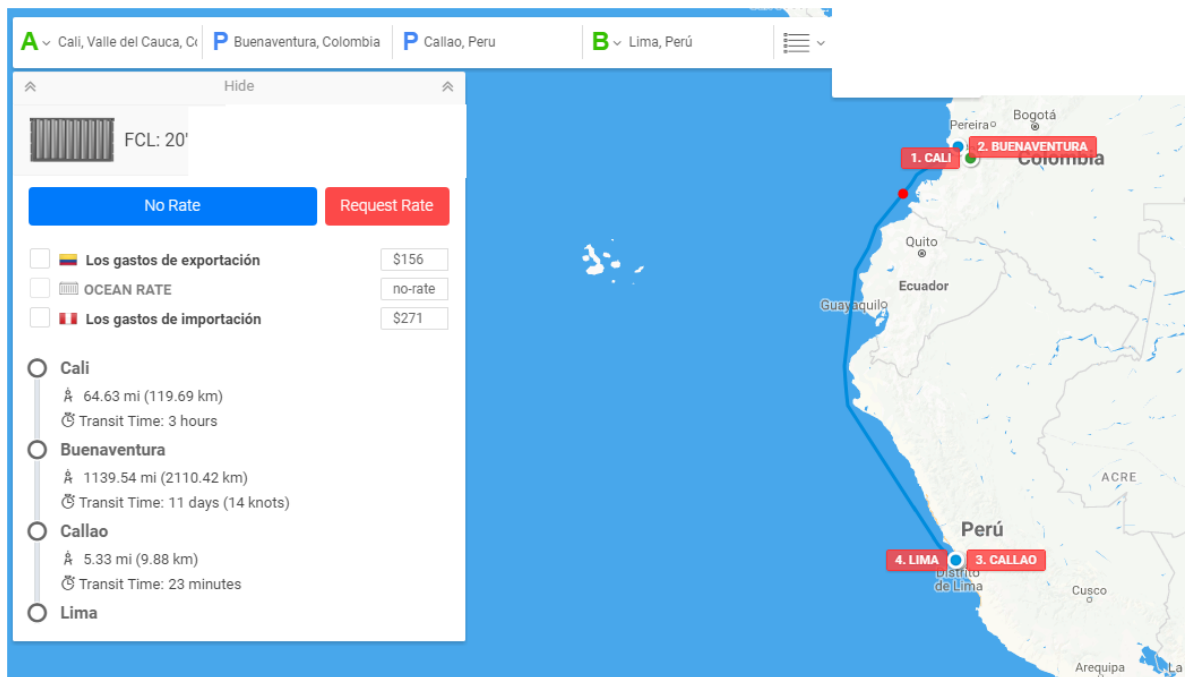 A Cali, Valle del Cauca, Co
P Buenaventura, Colombia
P Callao, Peru
B Lima, Perú
Hide
FCL: 20'
No Rate
Request Rate
Los gastos de exportación $156
OCEAN RATE no-rate
Los gastos de importación $271
Cali
64.63 mi (119.69 km)
Transit Time: 3 hours
Buenaventura
1139.54 mi (2110.42 km)
Transit Time: 11 days (14 knots)
Callao
5.33 mi (9.88 km)
Transit Time: 23 minutes
Lima
Bogotá
Pereira
2. BUENAVENTURA
1. CALI
Colombia
Quito
Ecuador
Guayaquil
ACRE
Perú
4. LIMA
3. CALLAO
Distrito
de Lima
Cusco
Arequipa
La